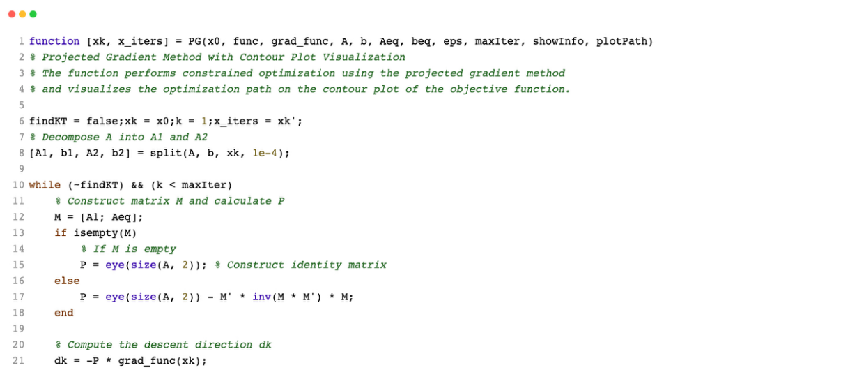 1 function [xk, x_iters] = PG(x0, func, grad_func, A, b, Aeq, beq, eps, maxIter, showInfo, plotPath)
2 % Projected Gradient Method with Contour Plot Visualization
3 % The function performs constrained optimization using the projected gradient method
4 % and visualizes the optimization path on the contour plot of the objective function.
5
6 findKT = false;xk = x0;k = 1;x_iters = xk';
7 % Decompose A into A1 and A2
8 [A1, b1, A2, b2] = split(A, b, xk, 1e-4);
9
10 while (~findKT) && (k < maxIter)
11     % Construct matrix M and calculate P
12     M = [A1; Aeq];
13     if isempty(M)
14         % If M is empty
15         P = eye(size(A, 2)); % Construct identity matrix
16     else
17         P = eye(size(A, 2)) - M' * inv(M * M') * M;
18     end
19
20     % Compute the descent direction dk
21     dk = -P * grad_func(xk);